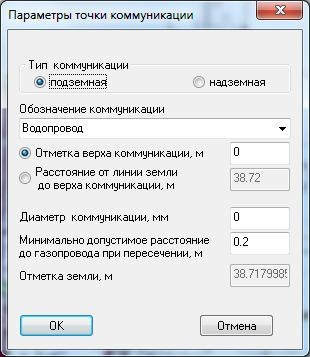 Параметры точки коммуникации
Тип коммуникации
подземная
надземная
Обозначение коммуникации
Водопровод
Отметка верха коммуникации, м
0
Расстояние от линии земли
до верха коммуникации, м
38.72
Диаметр коммуникации, мм
0
Минимально допустимое расстояние
до газопровода при пересечении, м
0.2
Отметка земли, м
38.7179985
OK
Отмена